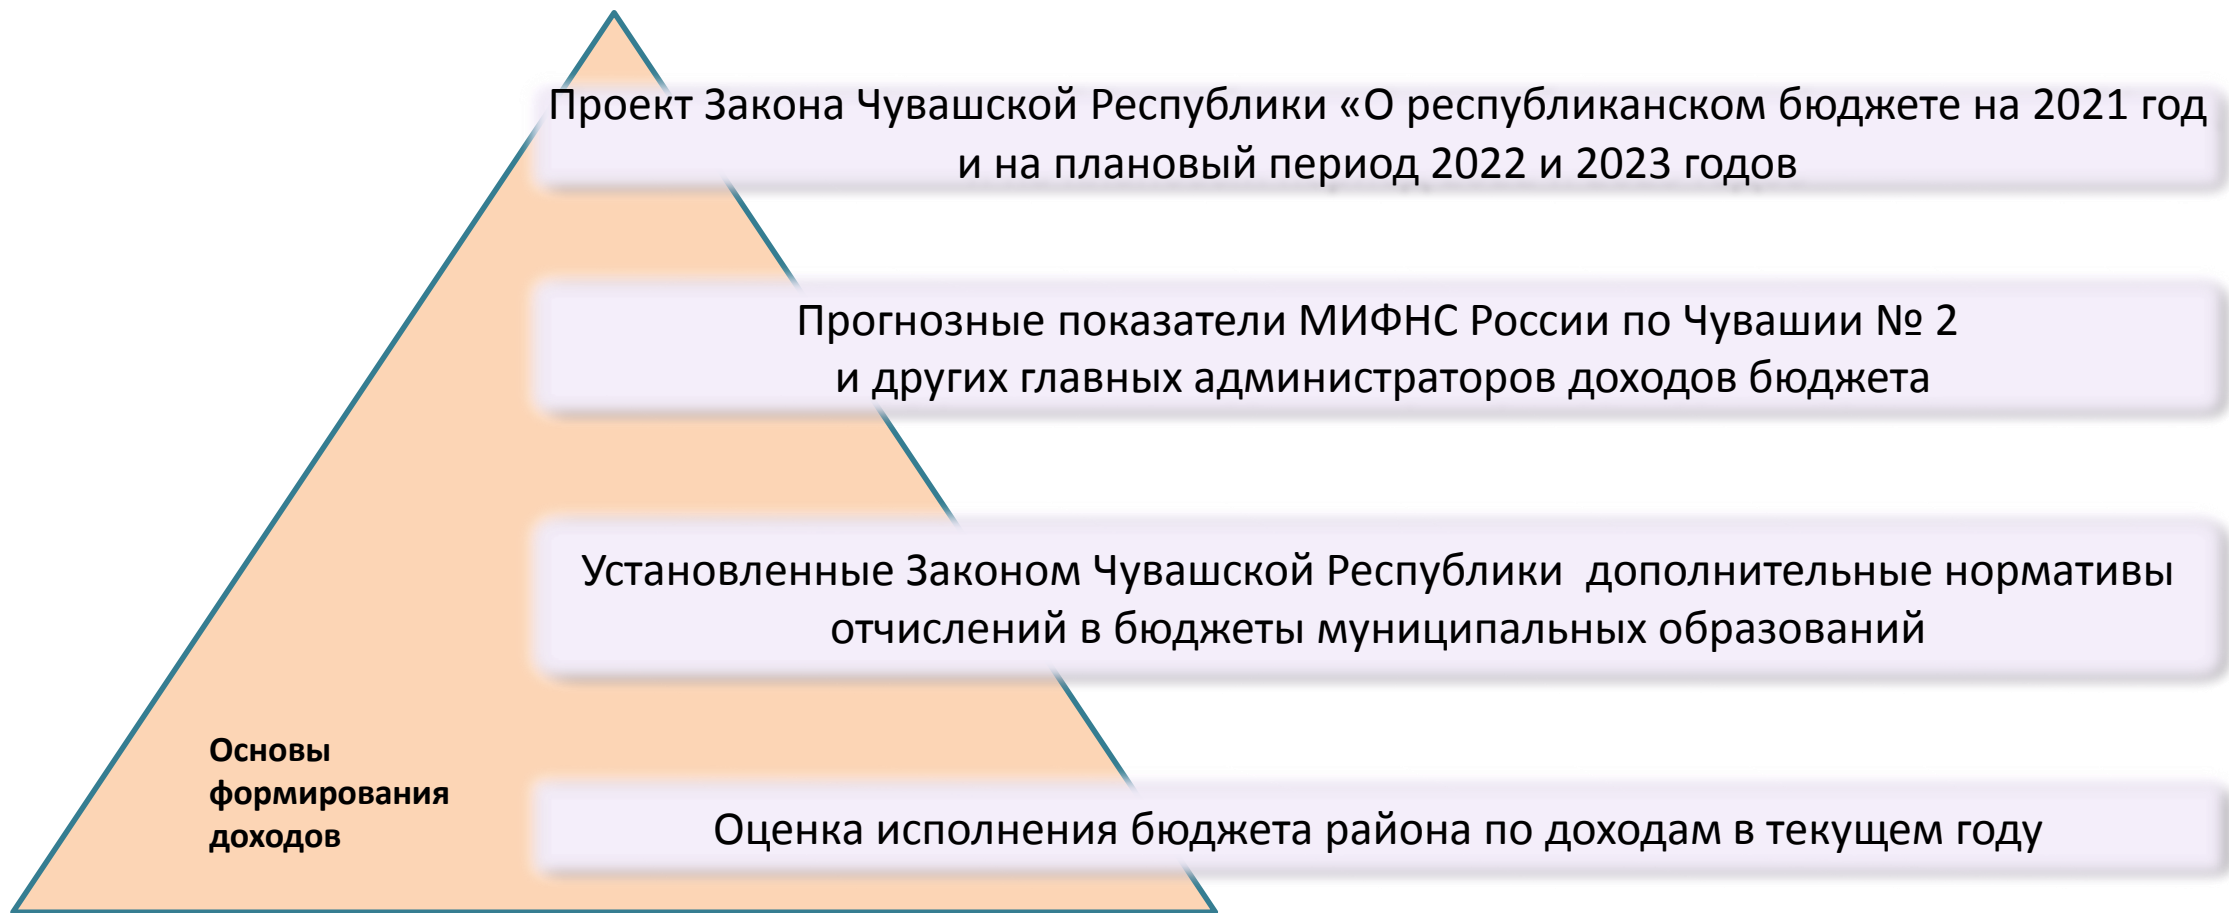 Проект Закона Чувашской Республики «О республиканском бюджете на 2021 год
и на плановый период 2022 и 2023 годов
Прогнозные показатели МИФНС России по Чувашии № 2
и других главных администраторов доходов бюджета
Установленные Законом Чувашской Республики  дополнительные нормативы
отчислений в бюджеты муниципальных образований
Основы
формирования
доходов
Оценка исполнения бюджета района по доходам в текущем году